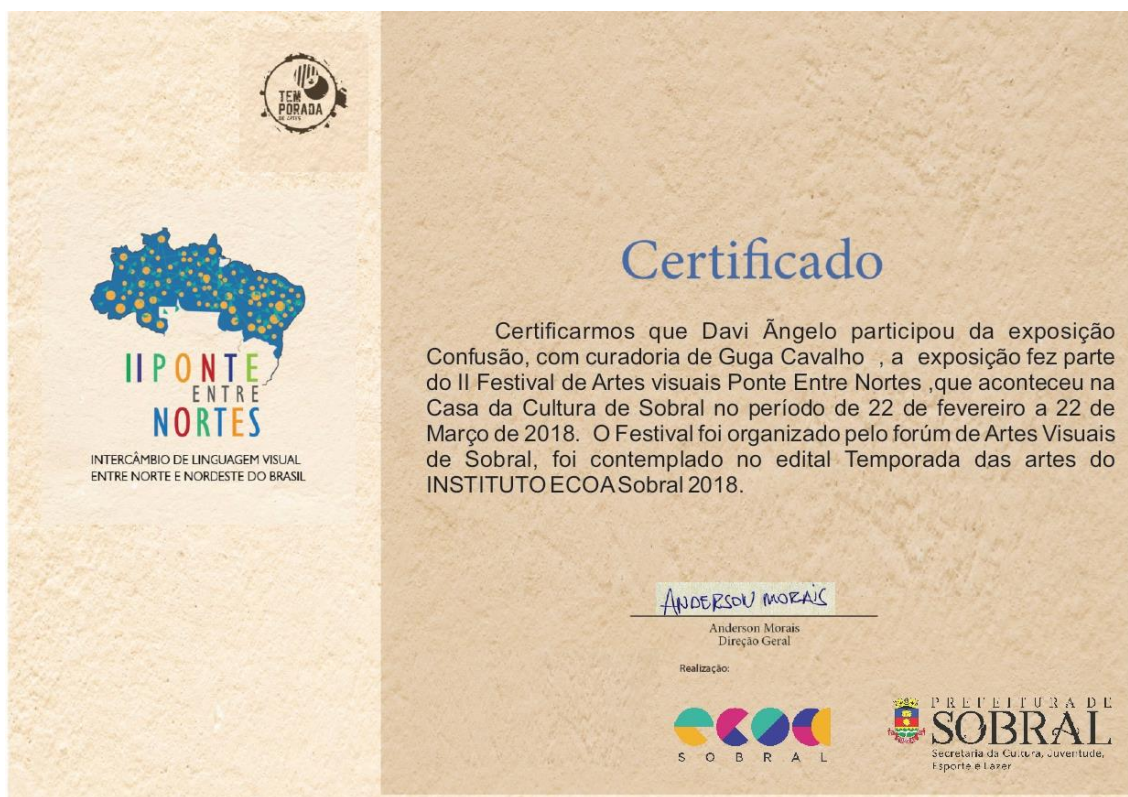 TEM
PORADA
DE ARTES
II PONTE
ENTRE
NORTES
INTERCÂMBIO DE LINGUAGEM VISUAL
ENTRE NORTE E NORDESTE DO BRASIL
Certificado
Certificarmos que Davi Ãngelo participou da exposição
Confusão, com curadoria de Guga Cavalho , a exposição fez parte
do II Festival de Artes visuais Ponte Entre Nortes ,que aconteceu na
Casa da Cultura de Sobral no período de 22 de fevereiro a 22 de
Março de 2018. O Festival foi organizado pelo forúm de Artes Visuais
de Sobral, foi contemplado no edital Temporada das artes do
INSTITUTO ECOA Sobral 2018.
ANDERSON MORAIS
Anderson Morais
Direção Geral
Realização:
ecoa
SOBRAL
PREFEITURA DE
SOBRAL
Secretaria da Cultura, Juventude,
Esporte e Lazer